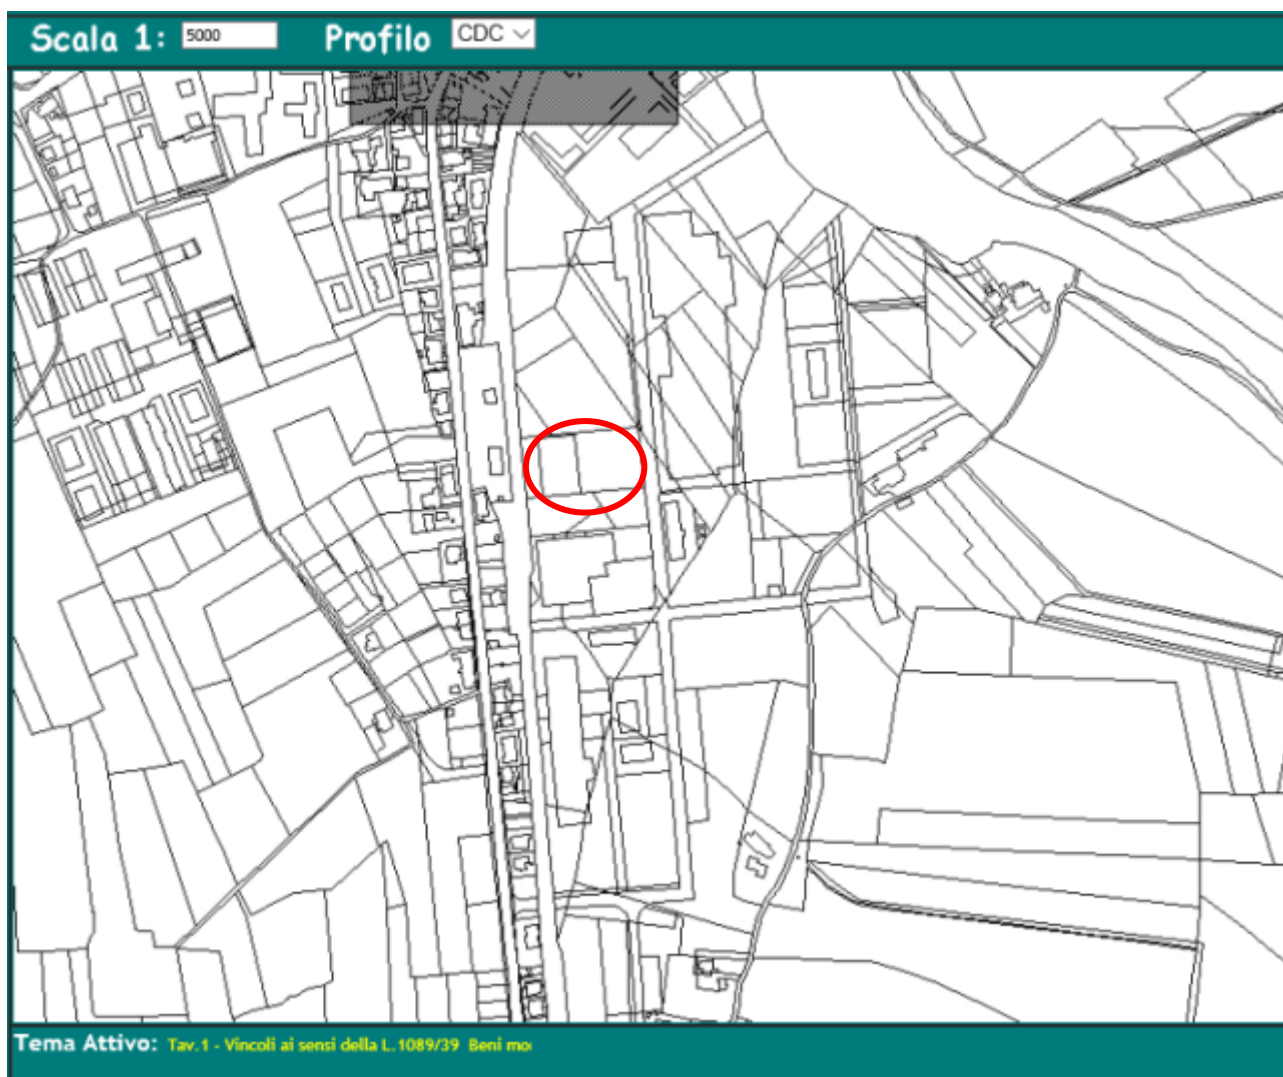 Scala 1: 5000 Profilo CDC
Tema Attivo: Tav.1 - Vincoli ai sensi della L.1089/39 Beni